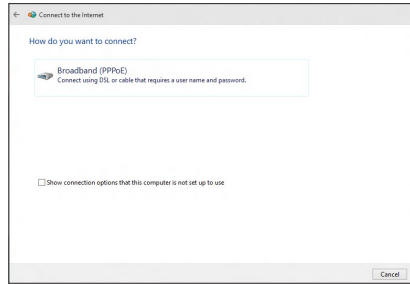 Connect to the Internet
How do you want to connect?
Broadband (PPPoE)
Connect using DSL or cable that requires a user name and password.
Show connection options that this computer is not set up to use
Cancel